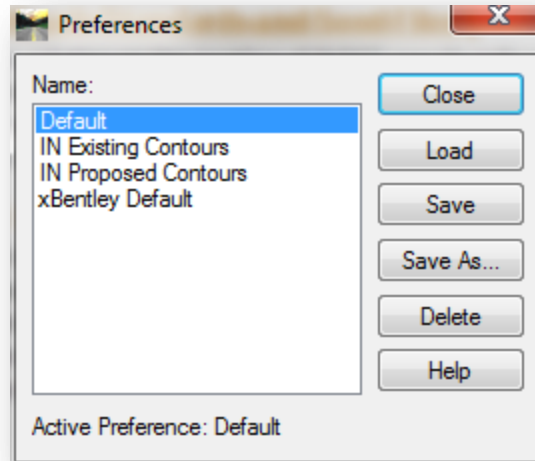 Preferences
Name:
Default
IN Existing Contours
IN Proposed Contours
xBentley Default
Close
Load
Save
Save As...
Delete
Help
Active Preference: Default